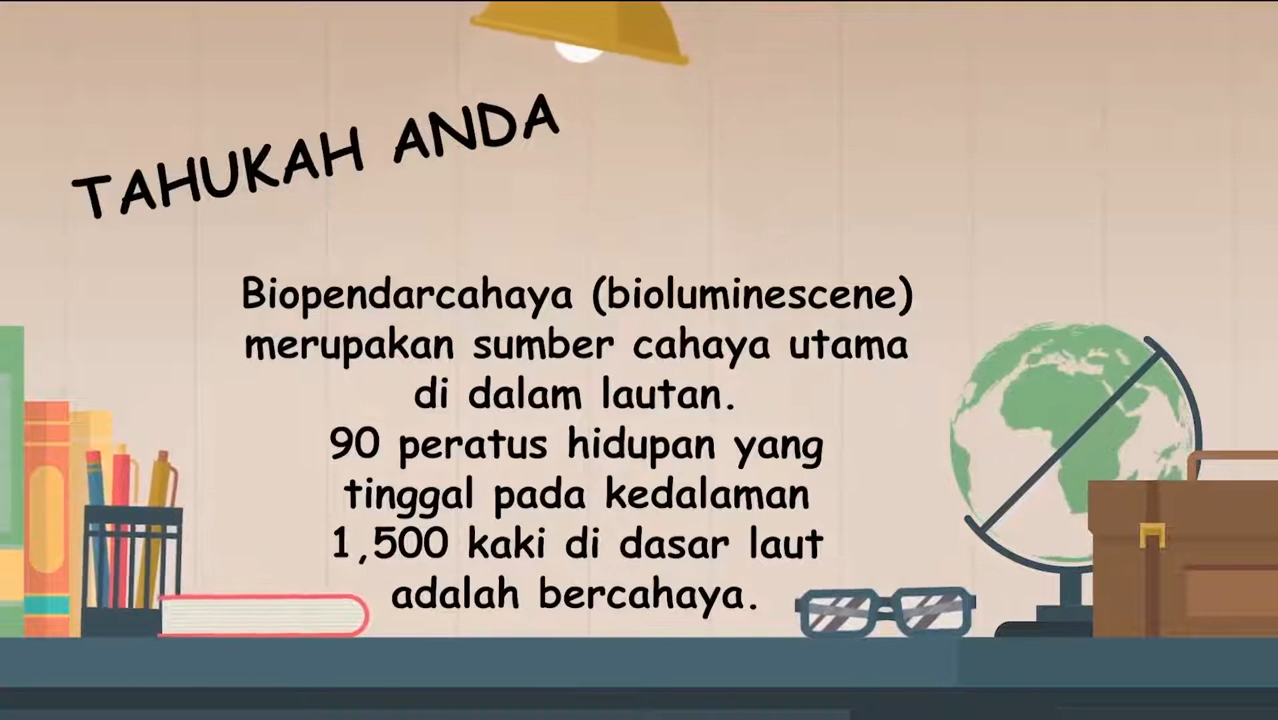 TAHUKAH ANDA
Biopendarcahaya (bioluminescene)
merupakan sumber cahaya utama
di dalam lautan.
90 peratus hidupan yang
tinggal pada kedalaman
1,500 kaki di dasar laut
adalah bercahaya.